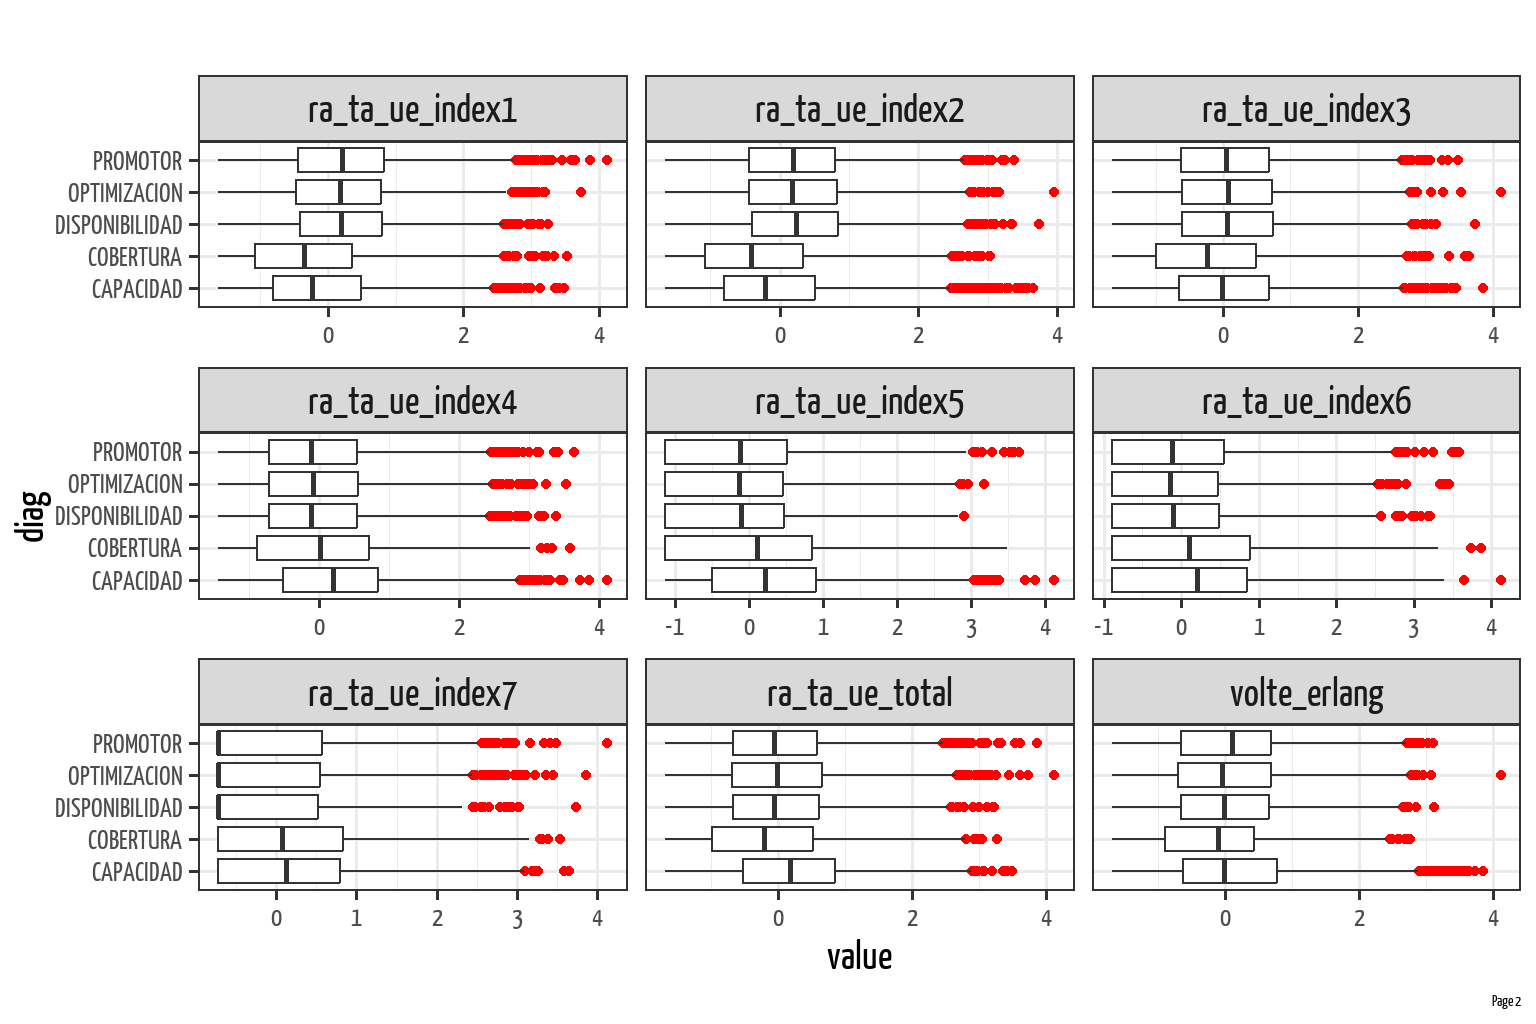 ra_ta_ue_index1 ra_ta_ue_index2 ra_ta_ue_index3
PROMOTOR
OPTIMIZACION
DISPONIBILIDAD
COBERTURA
CAPACIDAD
0 2 4 0 2 4 0 2 4
ra_ta_ue_index4 ra_ta_ue_index5 ra_ta_ue_index6
PROMOTOR
OPTIMIZACION
DISPONIBILIDAD
COBERTURA
CAPACIDAD
0 2 4 -1 0 1 2 3 4 -1 0 1 2 3 4
diag
ra_ta_ue_index7 ra_ta_ue_total volte_erlang
PROMOTOR
OPTIMIZACION
DISPONIBILIDAD
COBERTURA
CAPACIDAD
0 1 2 3 4 0 2 4 0 2 4
value
Page 2